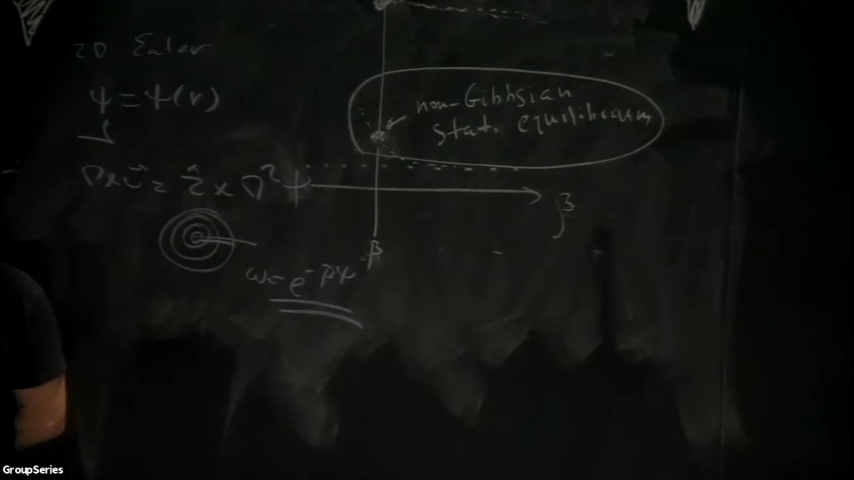 2D Euler
ψ = ψ(r)
non-Gibbsian
stat. equilibrium
∇×v⃗ = ẑ × ∇²ψ
β
β
ω = e^-βψ
GroupSeries